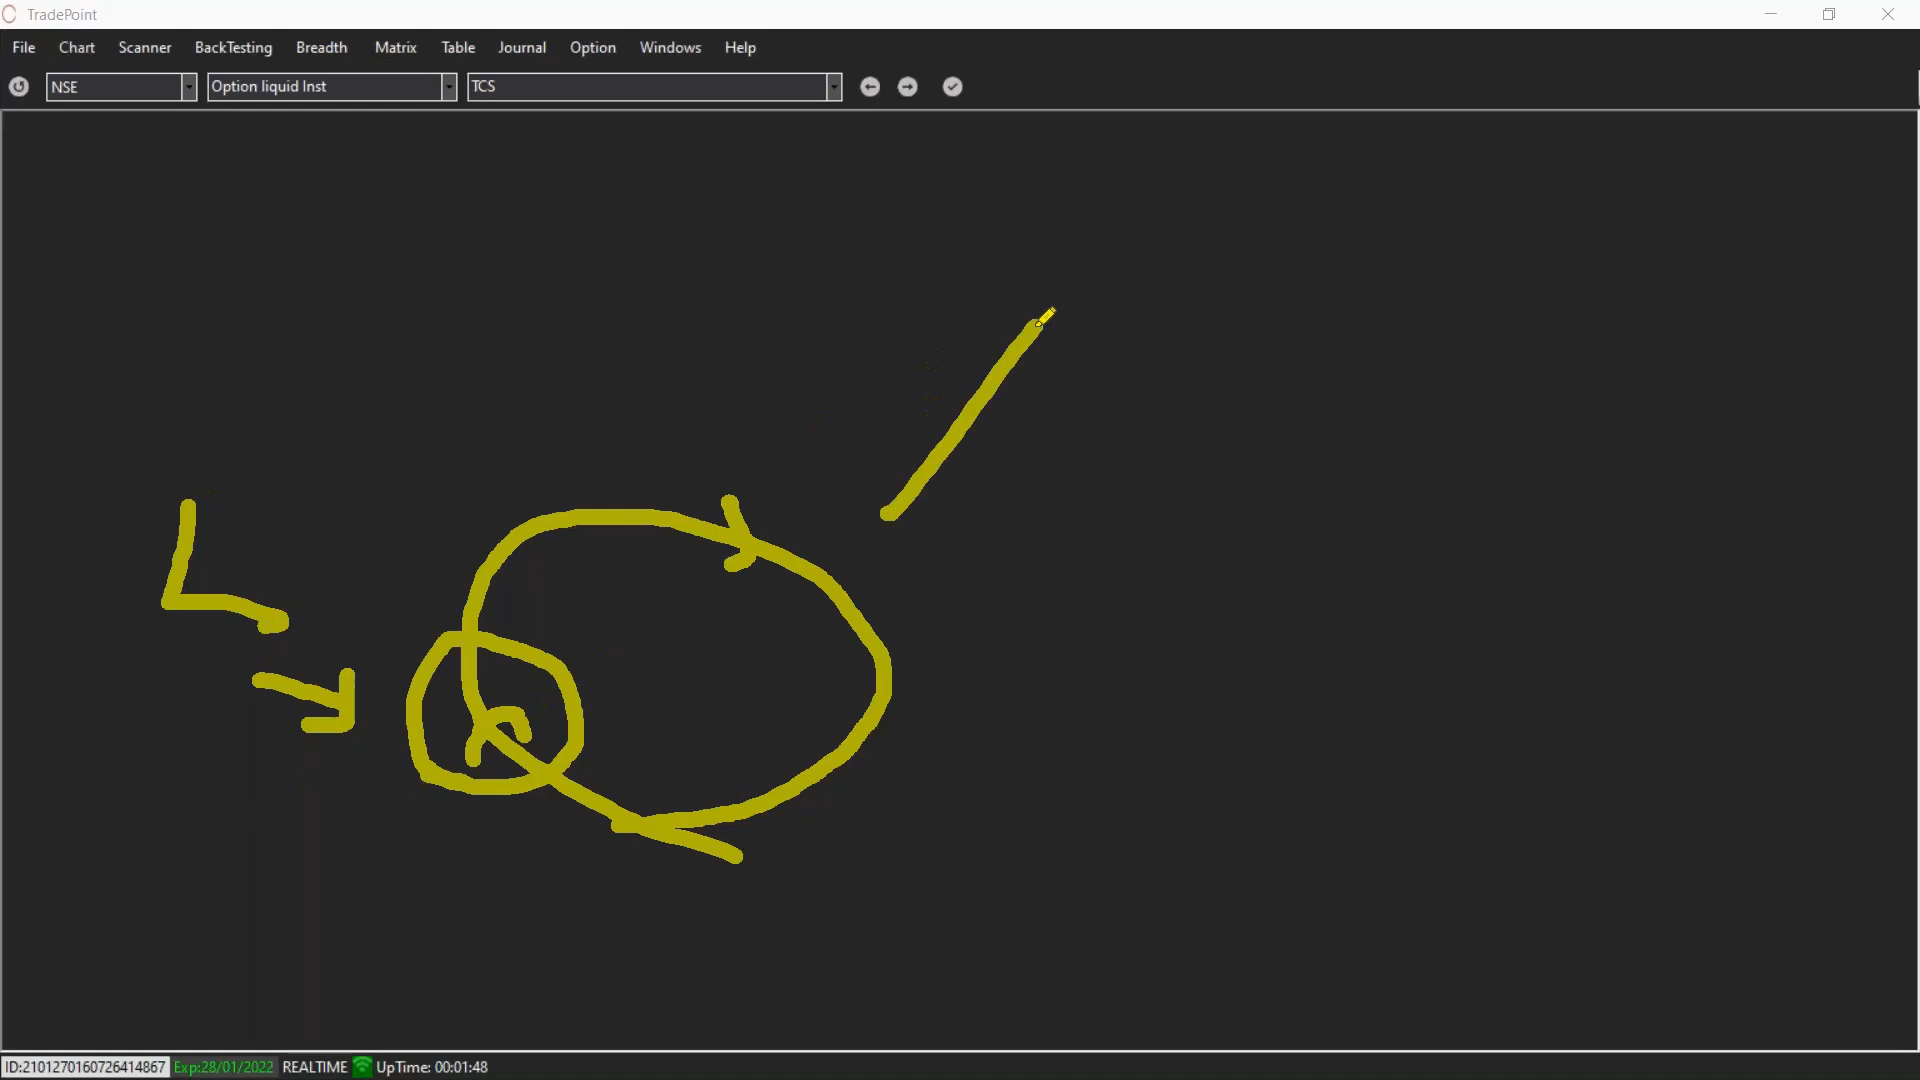 TradePoint
File Chart Scanner BackTesting Breadth Matrix Table Journal Option Windows Help
NSE Option liquid Inst TCS
ID:2101270160726414867 Exp:28/01/2022 REALTIME UpTime: 00:01:48